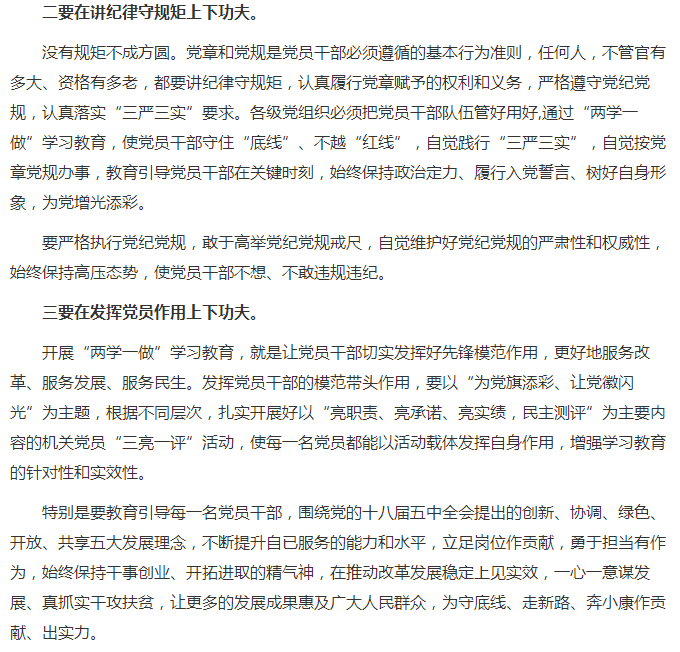 二要在讲纪律守规矩上下功夫。
没有规矩不成方圆。党章和党规是党员干部必须遵循的基本行为准则，任何人，不管官有
多大、资格有多老，都要讲纪律守规矩，认真履行党章赋予的权利和义务，严格遵守党纪党
规，认真落实“三严三实”要求。各级党组织必须把党员干部队伍管好用好,通过“两学一
做”学习教育，使党员干部守住“底线”、不越“红线”，自觉践行“三严三实”，自觉按党
章党规办事，教育引导党员干部在关键时刻，始终保持政治定力、履行入党誓言、树好自身形
象，为党增光添彩。
要严格执行党纪党规，敢于高举党纪党规戒尺，自觉维护好党纪党规的严肃性和权威性，
始终保持高压态势，使党员干部不想、不敢违规违纪。
三要在发挥党员作用上下功夫。
开展“两学一做”学习教育，就是让党员干部切实发挥好先锋模范作用，更好地服务改
革、服务发展、服务民生。发挥党员干部的模范带头作用，要以“为党旗添彩、让党徽闪
光”为主题，根据不同层次，扎实开展好以“亮职责、亮承诺、亮实绩，民主测评”为主要内
容的机关党员“三亮一评”活动，使每一名党员都能以活动载体发挥自身作用，增强学习教育
的针对性和实效性。
特别是要教育引导每一名党员干部，围绕党的十八届五中全会提出的创新、协调、绿色、
开放、共享五大发展理念，不断提升自已服务的能力和水平，立足岗位作贡献，勇于担当有作
为，始终保持干事创业、开拓进取的精气神，在推动改革发展稳定上见实效，一心一意谋发
展、真抓实干攻扶贫，让更多的发展成果惠及广大人民群众，为守底线、走新路、奔小康作贡
献、出实力。